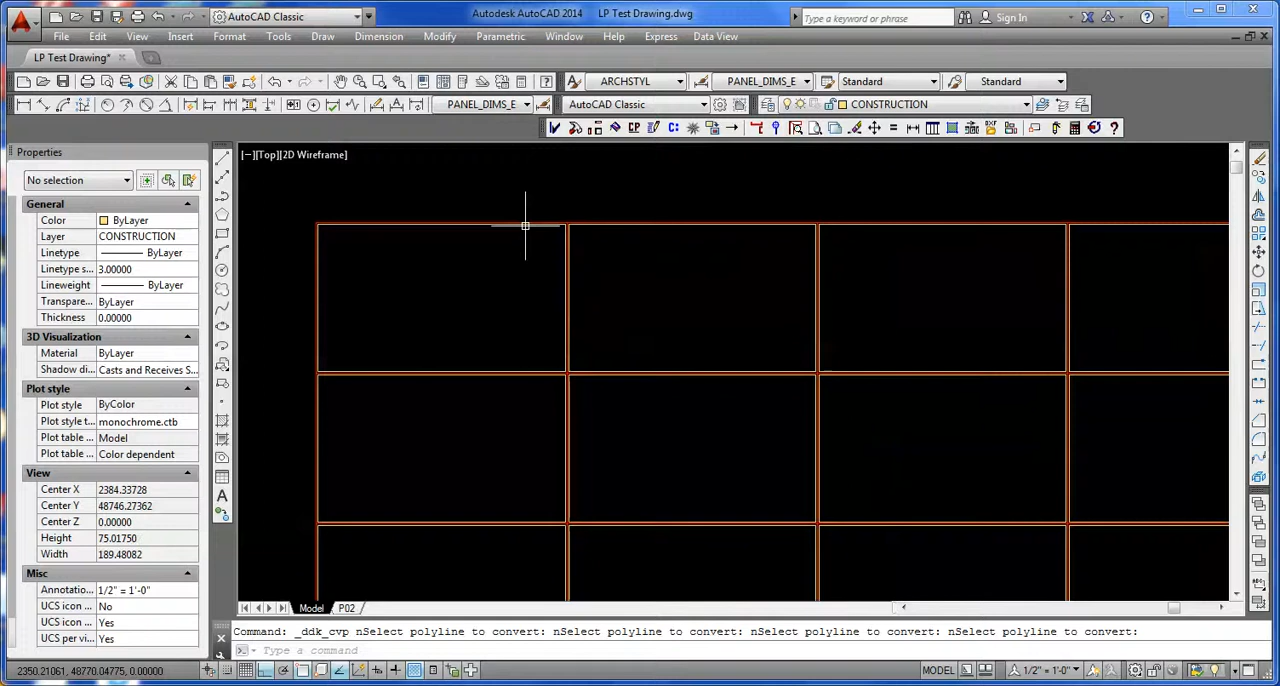 AutoCAD Classic
Autodesk AutoCAD 2014 LP Test Drawing.dwg
Type a keyword or phrase
Sign In
File Edit View Insert Format Tools Draw Dimension Modify Parametric Window Help Express Data View
LP Test Drawing*
ARCHSTYL PANEL_DIMS_E Standard Standard
PANEL_DIMS_E AutoCAD Classic CONSTRUCTION
CP C:
Properties
[−][Top][2D Wireframe]
No selection
General
Color ByLayer
Layer CONSTRUCTION
Linetype ByLayer
Linetype s... 3.00000
Lineweight ByLayer
Transpare... ByLayer
Thickness 0.00000
3D Visualization
Material ByLayer
Shadow di... Casts and Receives S...
Plot style
Plot style ByColor
Plot style t... monochrome.ctb
Plot table ... Model
Plot table ... Color dependent
View
Center X 2384.33728
Center Y 48746.27362
Center Z 0.00000
Height 75.01750
Width 189.48082
Misc
Annotatio... 1/2" = 1'-0"
UCS icon ... No
UCS icon ... Yes
UCS per vi... Yes
Model P02
Command: _ddk_cvp nSelect polyline to convert: nSelect polyline to convert: nSelect polyline to convert: nSelect polyline to convert:
Type a command
2350.21061, 48770.04775, 0.00000
MODEL 1/2" = 1'-0"